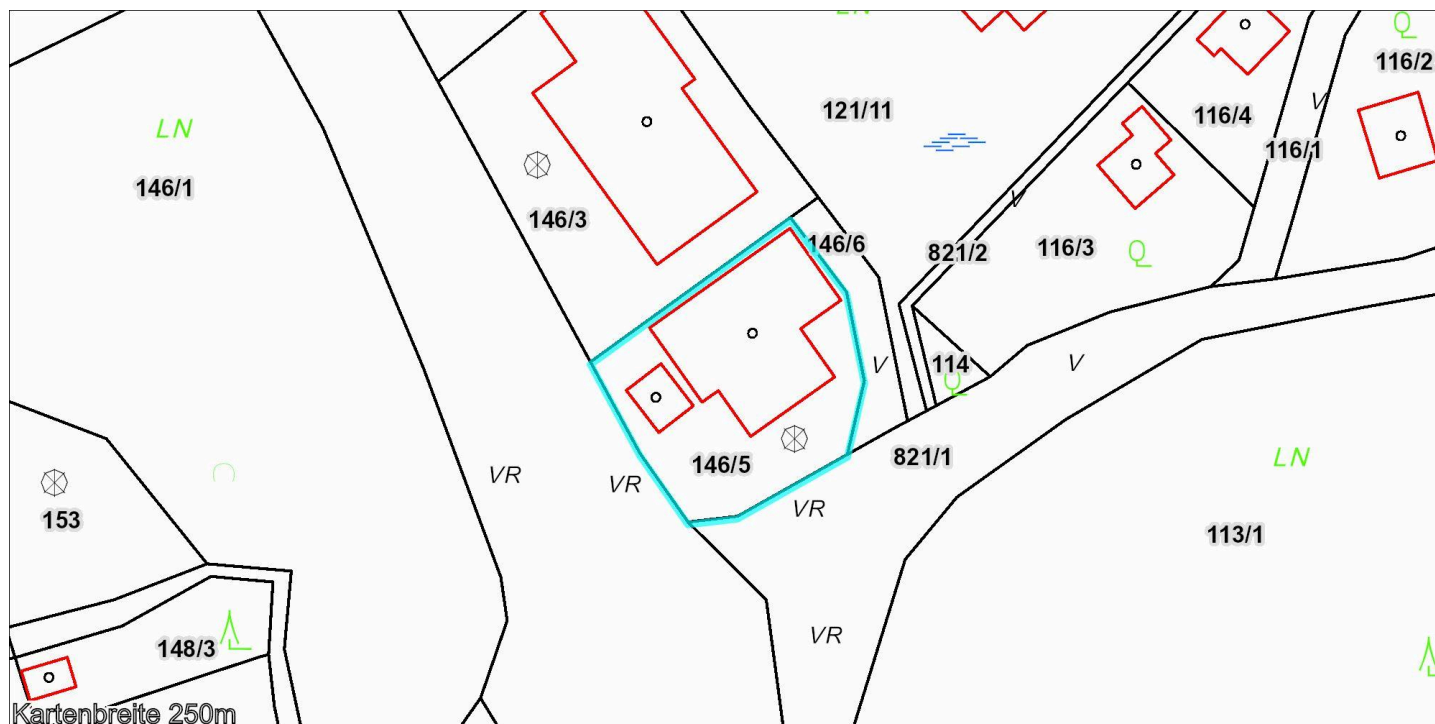 LN
116/2
V
121/11
116/4
LN
116/1
146/1
V
146/3
146/6
821/2
116/3
114
V
V
146/5
821/1
LN
VR
VR
VR
153
113/1
VR
148/3
Kartenbreite 250m